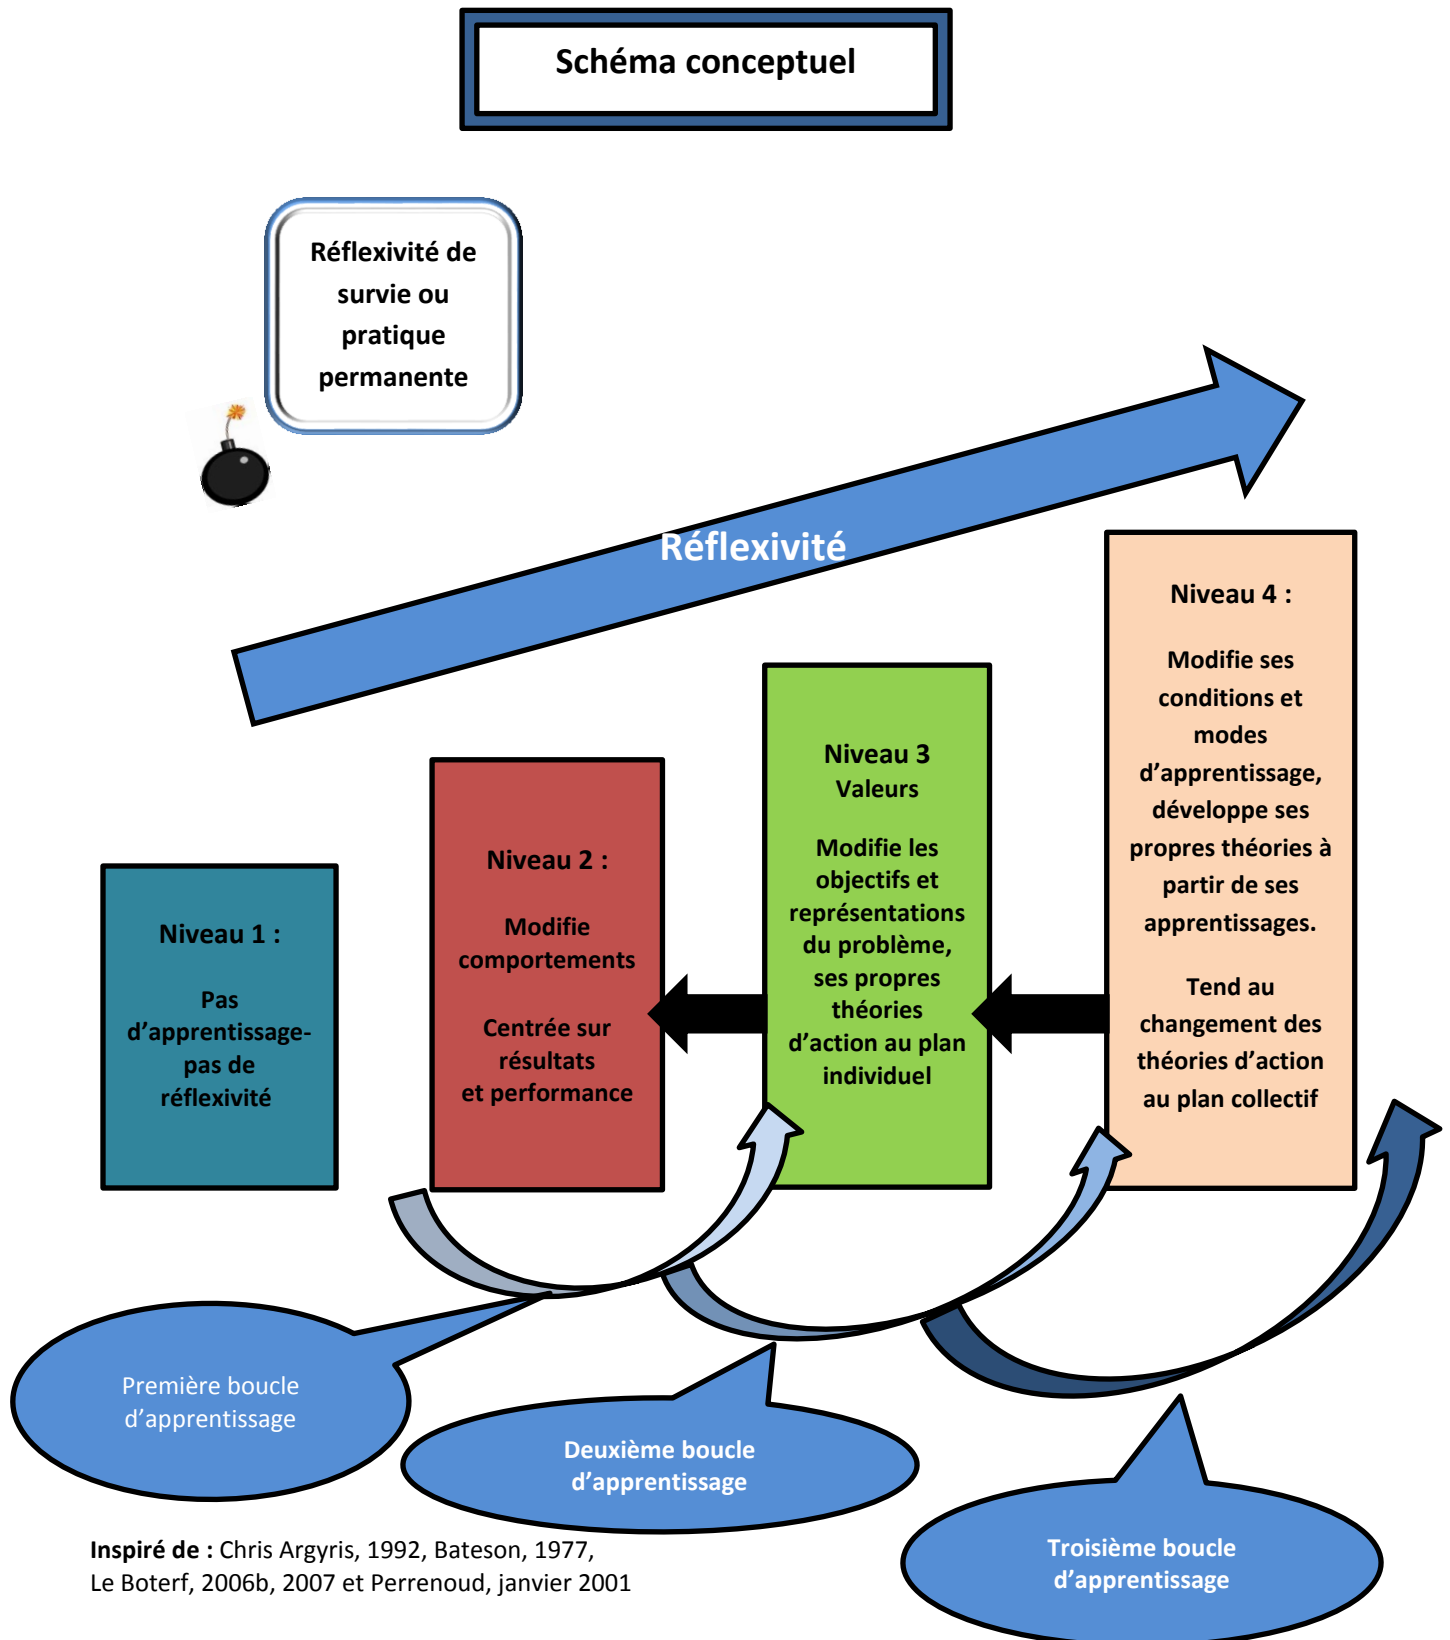 Schéma conceptuel
Réflexivité de
survie ou
pratique
permanente
Réflexivité
Niveau 1 :
Pas
d’apprentissage-
pas de
réflexivité
Niveau 2 :
Modifie
comportements
Centrée sur
résultats
et performance
Niveau 3
Valeurs
Modifie les
objectifs et
représentations
du problème,
ses propres
théories
d’action au plan
individuel
Niveau 4 :
Modifie ses
conditions et
modes
d’apprentissage,
développe ses
propres théories à
partir de ses
apprentissages.
Tend au
changement des
théories d’action
au plan collectif
Première boucle
d’apprentissage
Deuxième boucle
d’apprentissage
Troisième boucle
d’apprentissage
Inspiré de : Chris Argyris, 1992, Bateson, 1977,
Le Boterf, 2006b, 2007 et Perrenoud, janvier 2001